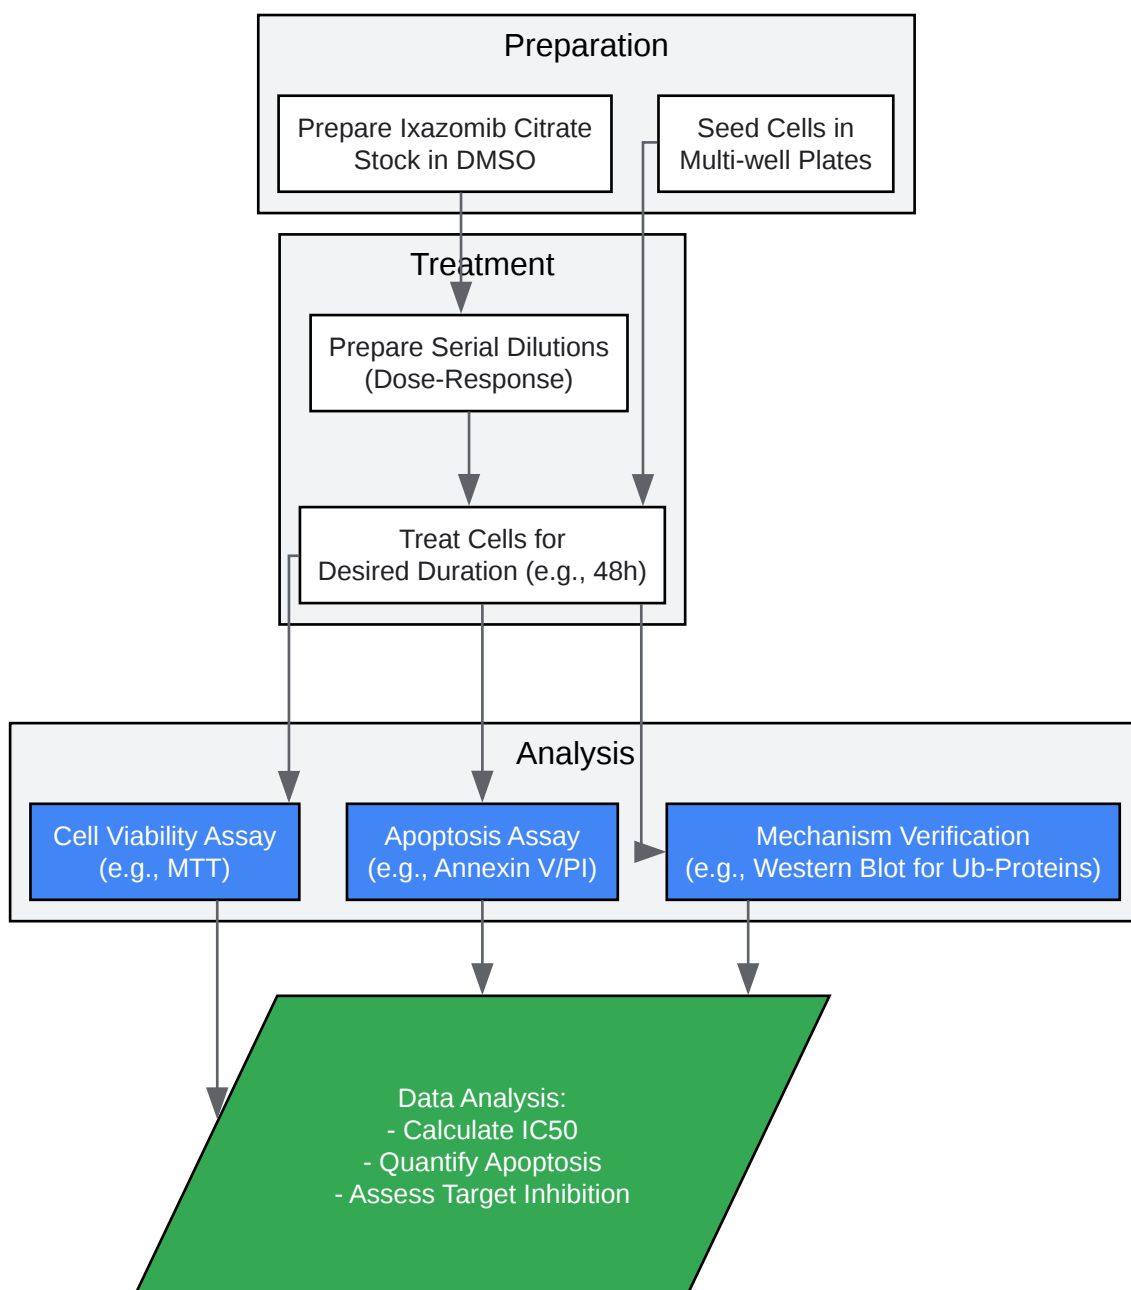 Preparation
Prepare Ixazomib Citrate
Stock in DMSO
Seed Cells in
Multi-well Plates
Treatment
Prepare Serial Dilutions
(Dose-Response)
Treat Cells for
Desired Duration (e.g., 48h)
Analysis
Cell Viability Assay
(e.g., MTT)
Apoptosis Assay
(e.g., Annexin V/PI)
Mechanism Verification
(e.g., Western Blot for Ub-Proteins)
Data Analysis:
- Calculate IC50
- Quantify Apoptosis
- Assess Target Inhibition